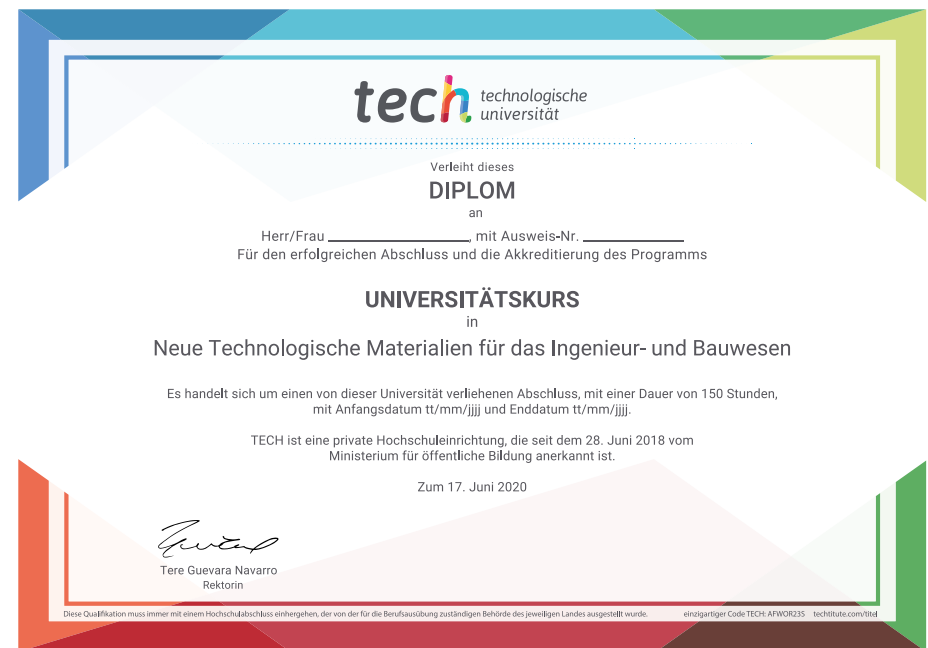 tech technologische
universität
Verleiht dieses
DIPLOM
an
Herr/Frau ____________________, mit Ausweis-Nr. ______________
Für den erfolgreichen Abschluss und die Akkreditierung des Programms
UNIVERSITÄTSKURS
in
Neue Technologische Materialien für das Ingenieur- und Bauwesen
Es handelt sich um einen von dieser Universität verliehenen Abschluss, mit einer Dauer von 150 Stunden,
mit Anfangsdatum tt/mm/jjjj und Enddatum tt/mm/jjjj.
TECH ist eine private Hochschuleinrichtung, die seit dem 28. Juni 2018 vom
Ministerium für öffentliche Bildung anerkannt ist.
Zum 17. Juni 2020
Tere Guevara Navarro
Rektorin
Diese Qualifikation muss immer mit einem Hochschulabschluss einhergehen, der von der für die Berufsausübung zuständigen Behörde des jeweiligen Landes ausgestellt wurde. einzigartiger Code TECH: AFWOR23S techtitute.com/titel